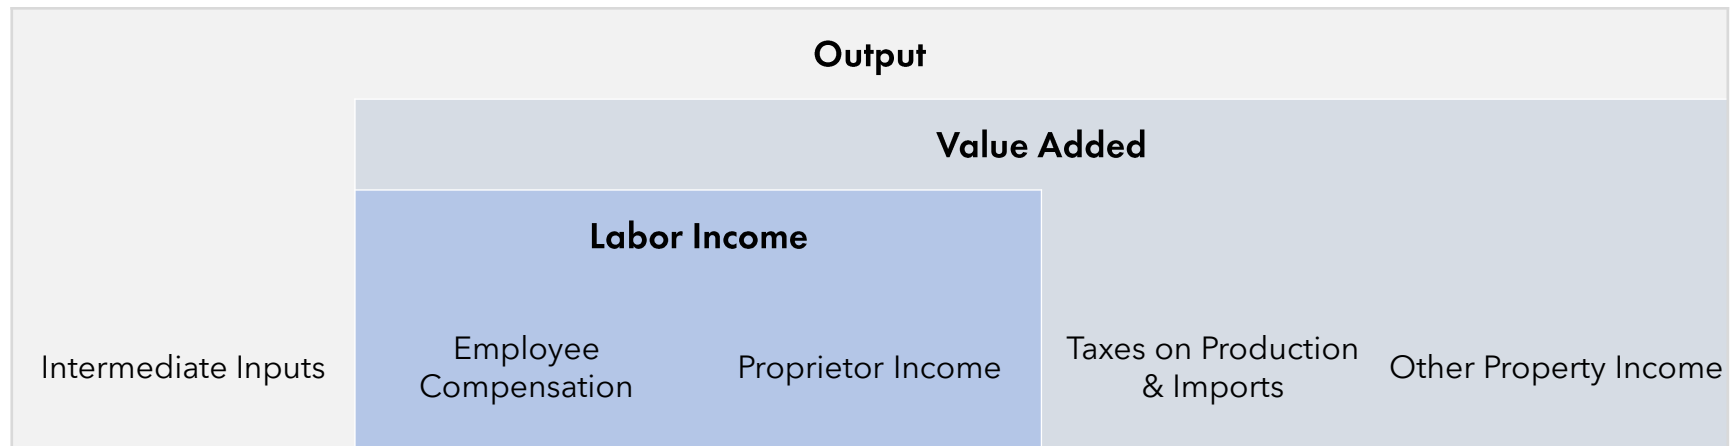 Output
Value Added
Labor Income
Intermediate Inputs
Employee
Compensation
Proprietor Income
Taxes on Production
& Imports
Other Property Income